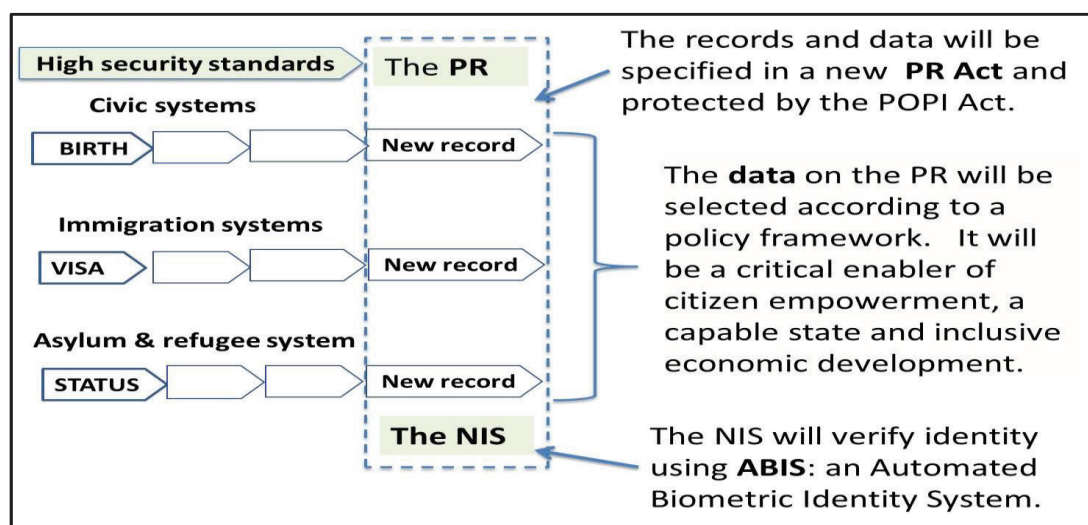 High security standards
The PR
Civic systems
BIRTH
New record
Immigration systems
VISA
New record
Asylum & refugee system
STATUS
New record
The NIS
The records and data will be
specified in a new PR Act and
protected by the POPI Act.
The data on the PR will be
selected according to a
policy framework. It will
be a critical enabler of
citizen empowerment, a
capable state and inclusive
economic development.
The NIS will verify identity
using ABIS: an Automated
Biometric Identity System.